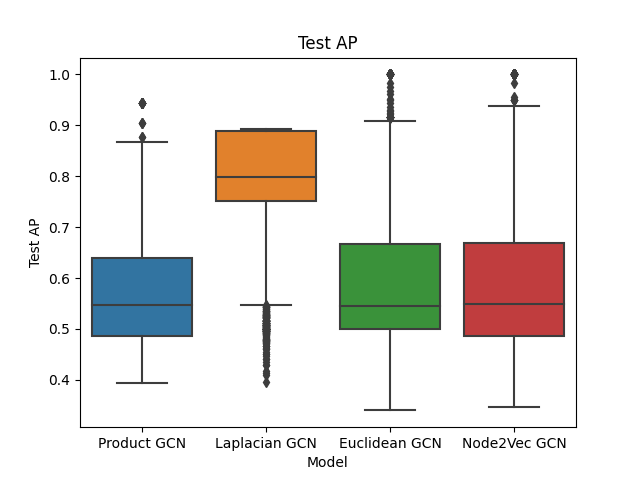 Test AP
1.0
0.9
0.8
0.7
0.6
0.5
0.4
Test AP
Product GCN Laplacian GCN Euclidean GCN Node2Vec GCN
Model